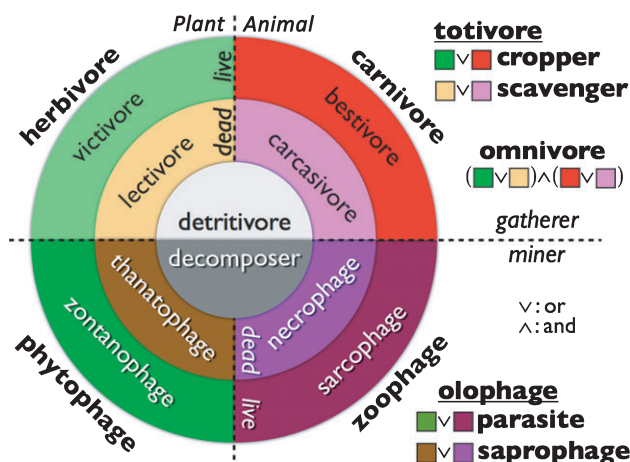 Plant Animal
herbivore
carnivore
live
dead
victivore
lectivore
bestivore
carcasivore
detritivore
decomposer
thanatophage
zontanophage
necrophage
sarcophage
dead
live
phytophage
zoophage
totivore
∨ cropper
∨ scavenger
omnivore
( ∨ )∧( ∨ )
gatherer
miner
∨: or
∧: and
olophage
∨ parasite
∨ saprophage